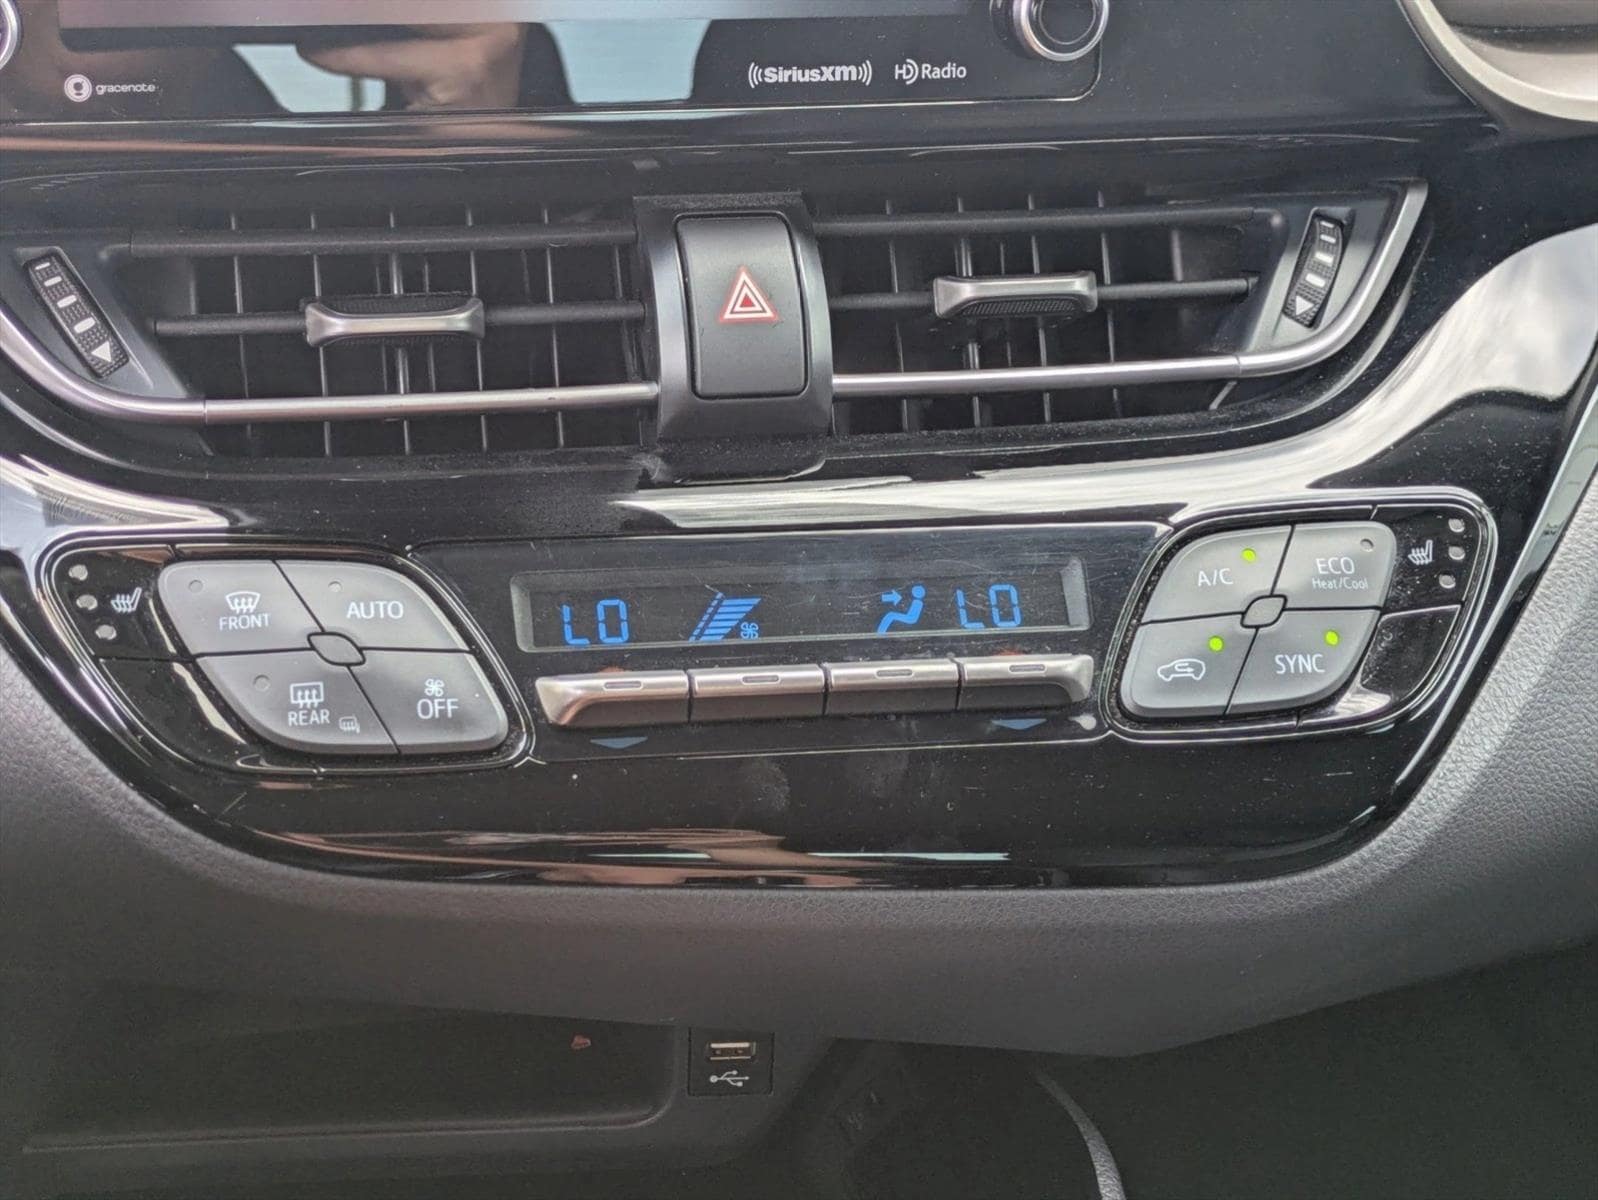 gracenote
SiriusXM
HD Radio
FRONT
AUTO
REAR
OFF
LO
LO
A/C
ECO
Heat/Cool
SYNC